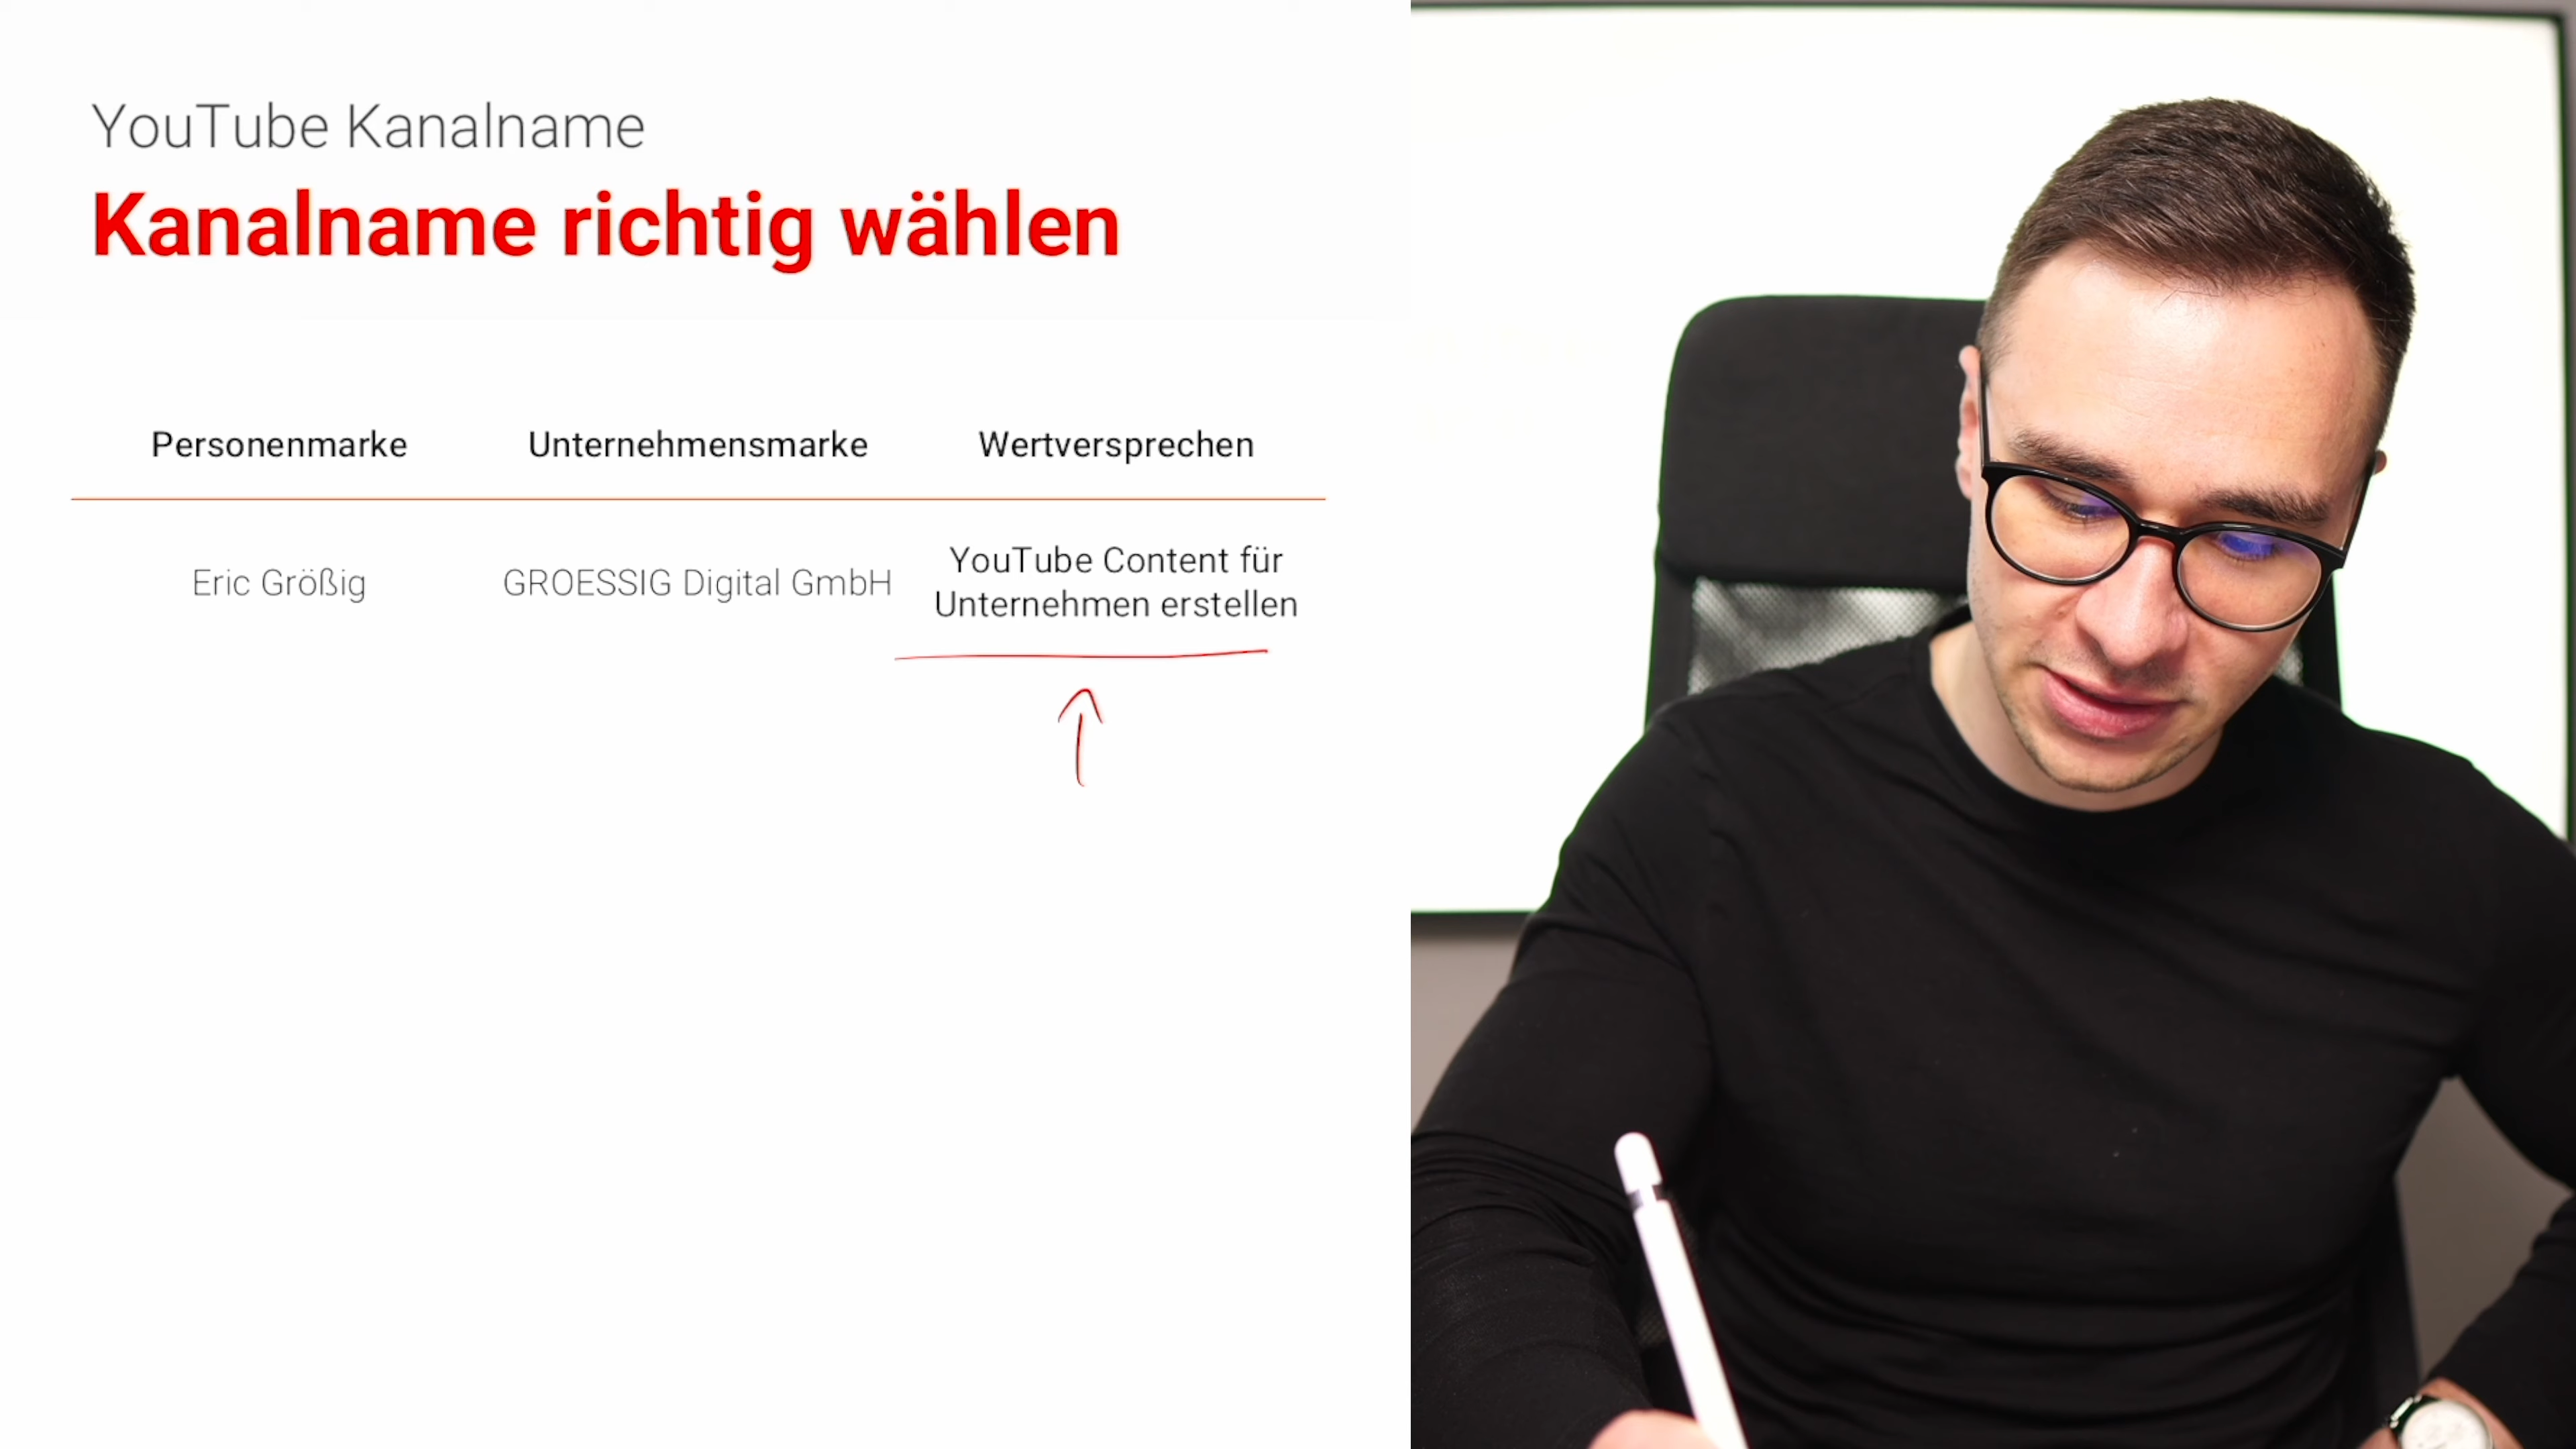 YouTube Kanalname
Kanalname richtig wählen
Personenmarke Unternehmensmarke Wertversprechen
Eric Größig GROESSIG Digital GmbH YouTube Content für
Unternehmen erstellen